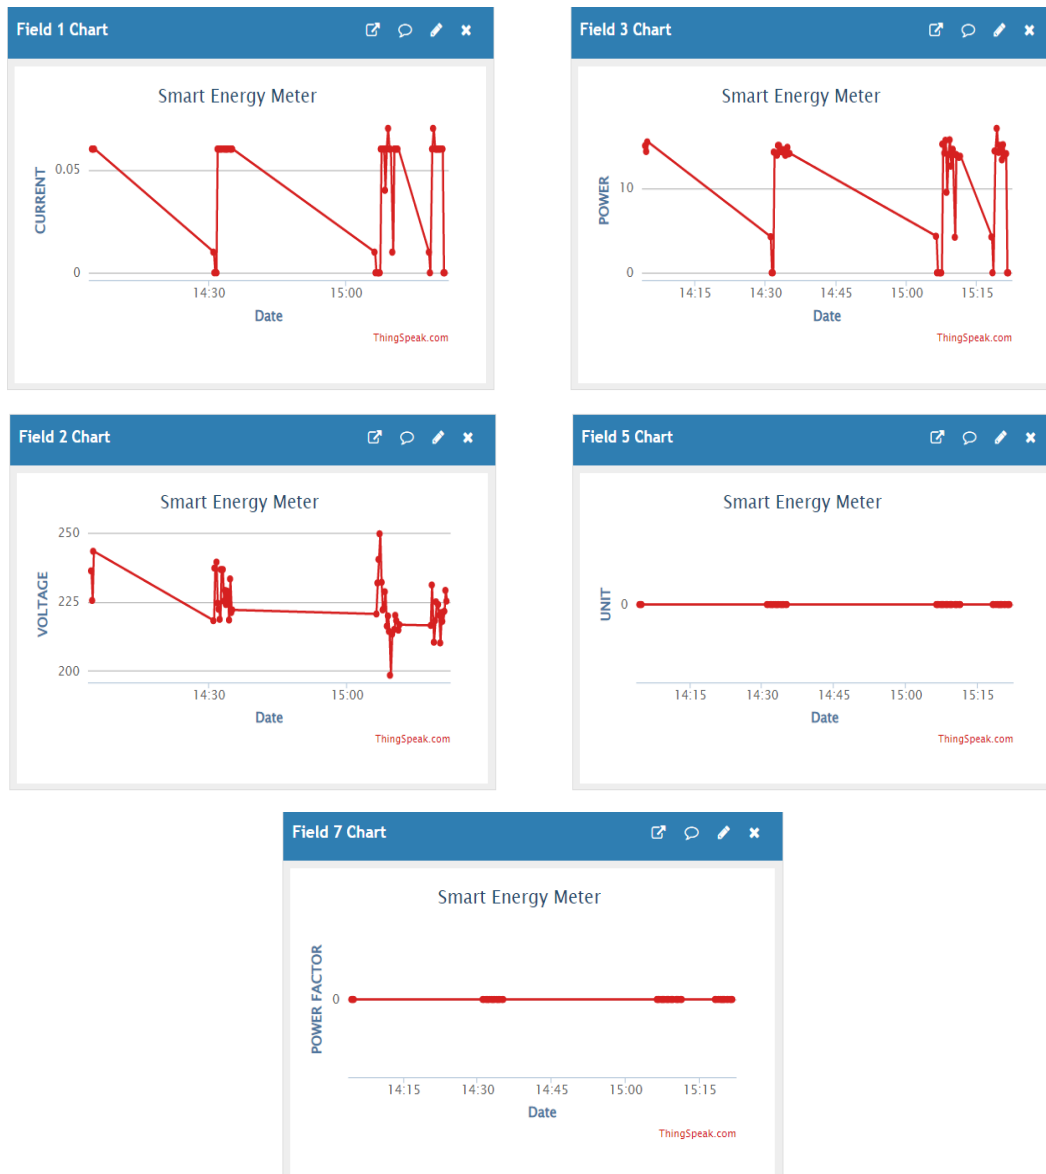 Field 1 Chart
Smart Energy Meter
CURRENT
0.05
0
14:30 15:00
Date
ThingSpeak.com
Field 3 Chart
Smart Energy Meter
POWER
10
0
14:15 14:30 14:45 15:00 15:15
Date
ThingSpeak.com
Field 2 Chart
Smart Energy Meter
VOLTAGE
250
225
200
14:30 15:00
Date
ThingSpeak.com
Field 5 Chart
Smart Energy Meter
UNIT
0
14:15 14:30 14:45 15:00 15:15
Date
ThingSpeak.com
Field 7 Chart
Smart Energy Meter
POWER FACTOR
0
14:15 14:30 14:45 15:00 15:15
Date
ThingSpeak.com